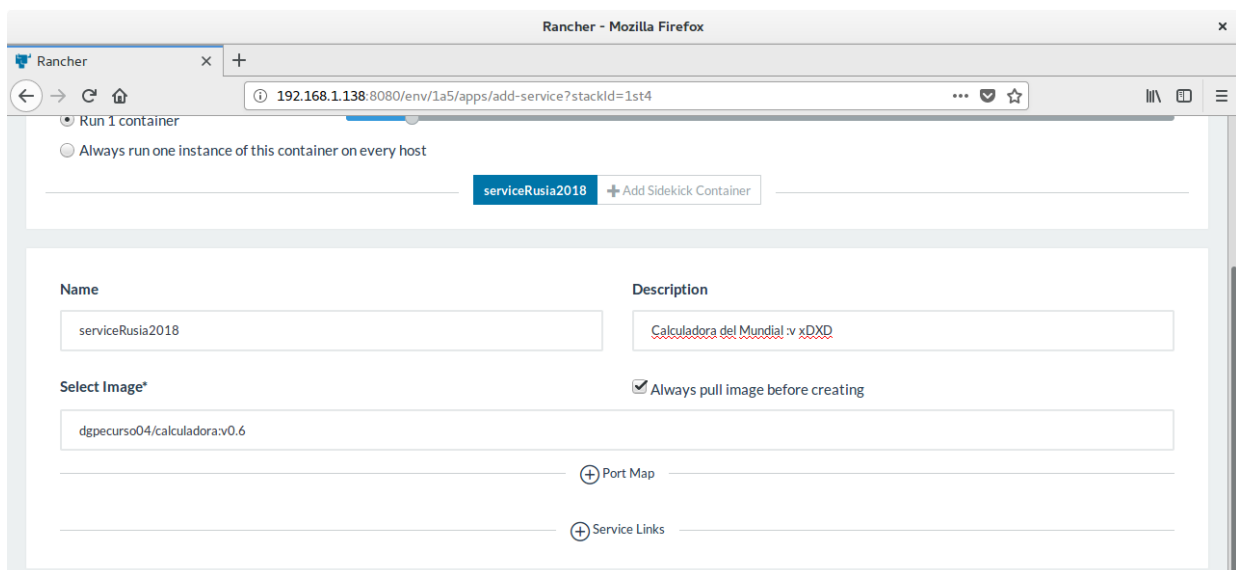 Rancher - Mozilla Firefox
Rancher
192.168.1.138:8080/env/1a5/apps/add-service?stackId=1st4
Run 1 container
Always run one instance of this container on every host
serviceRusia2018 Add Sidekick Container
Name Description
serviceRusia2018 Calculadora del Mundial :v xDXD
Select Image* Always pull image before creating
dgpecurso04/calculadora:v0.6
Port Map
Service Links